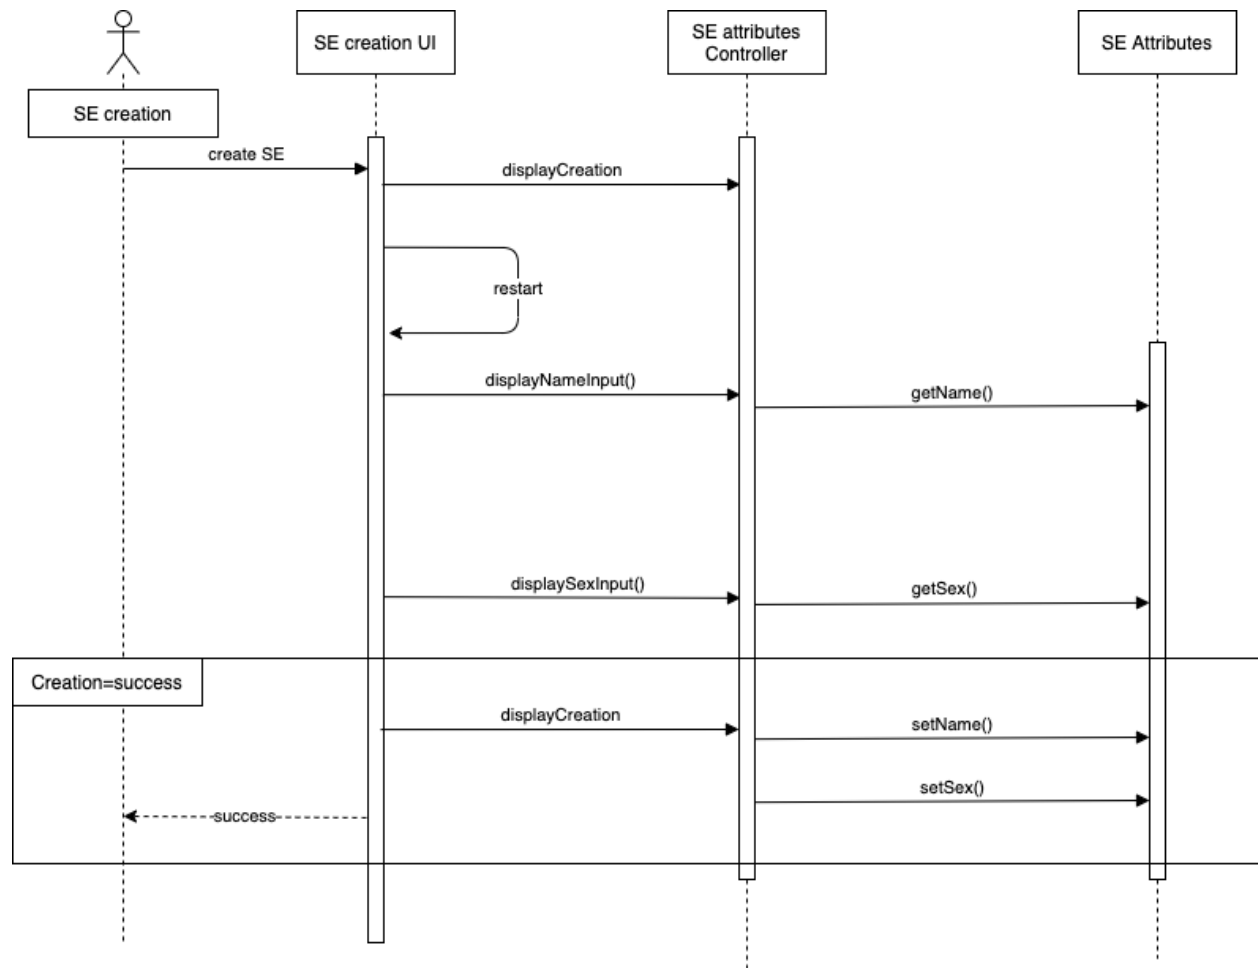 SE creation UI
SE attributes
Controller
SE Attributes
SE creation
create SE
displayCreation
restart
displayNameInput()
getName()
displaySexInput()
getSex()
Creation=success
displayCreation
setName()
setSex()
success